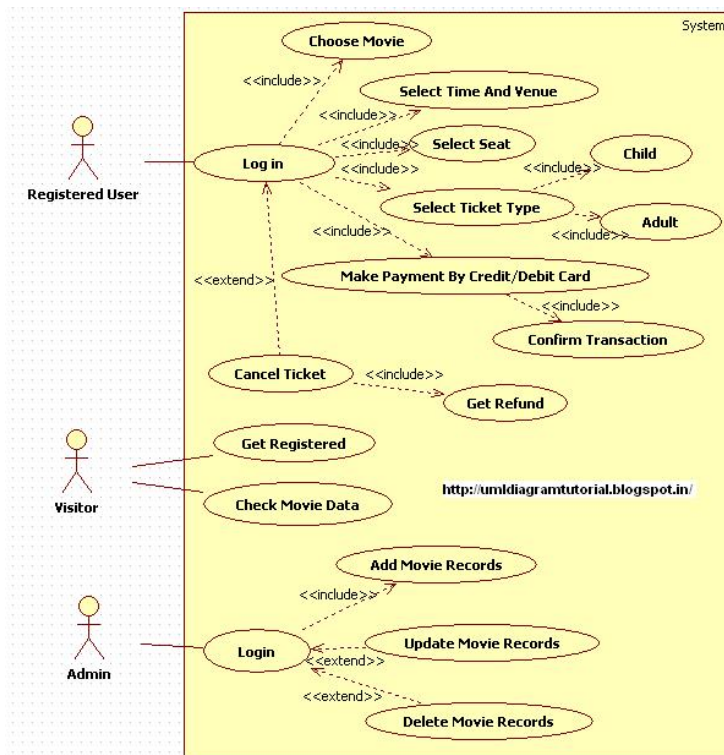 System
Choose Movie
<<include>>
Select Time And Venue
<<include>>
<<include>>
Select Seat
Log in
<<include>>
Child
<<include>>
Registered User
Select Ticket Type
Adult
<<include>>
<<include>>
Make Payment By Credit/Debit Card
<<extend>>
<<include>>
Confirm Transaction
Cancel Ticket
<<include>>
Get Refund
Get Registered
Visitor
Check Movie Data
http://umldiagramtutorial.blogspot.in/
Add Movie Records
<<include>>
Admin
Login
Update Movie Records
<<extend>>
<<extend>>
Delete Movie Records